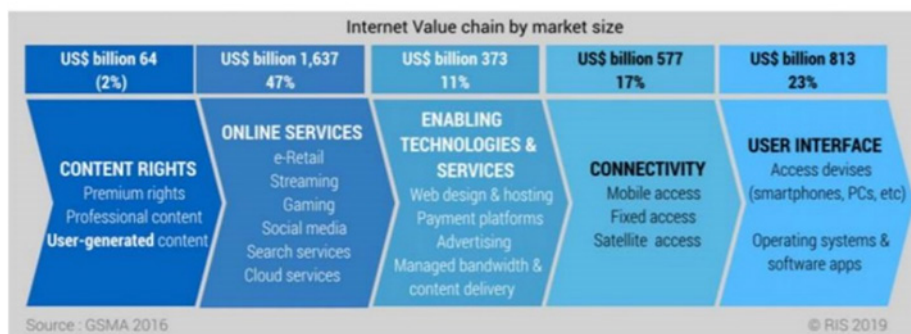 Internet Value chain by market size
US$ billion 64
(2%)
US$ billion 1,637
47%
US$ billion 373
11%
US$ billion 577
17%
US$ billion 813
23%
CONTENT RIGHTS
Premium rights
Professional content
User-generated content
ONLINE SERVICES
e-Retail
Streaming
Gaming
Social media
Search services
Cloud services
ENABLING
TECHNOLOGIES &
SERVICES
Web design & hosting
Payment platforms
Advertising
Managed bandwidth &
content delivery
CONNECTIVITY
Mobile access
Fixed access
Satellite access
USER INTERFACE
Access devises
(smartphones, PCs, etc)
Operating systems &
software apps
Source : GSMA 2016
© RIS 2019